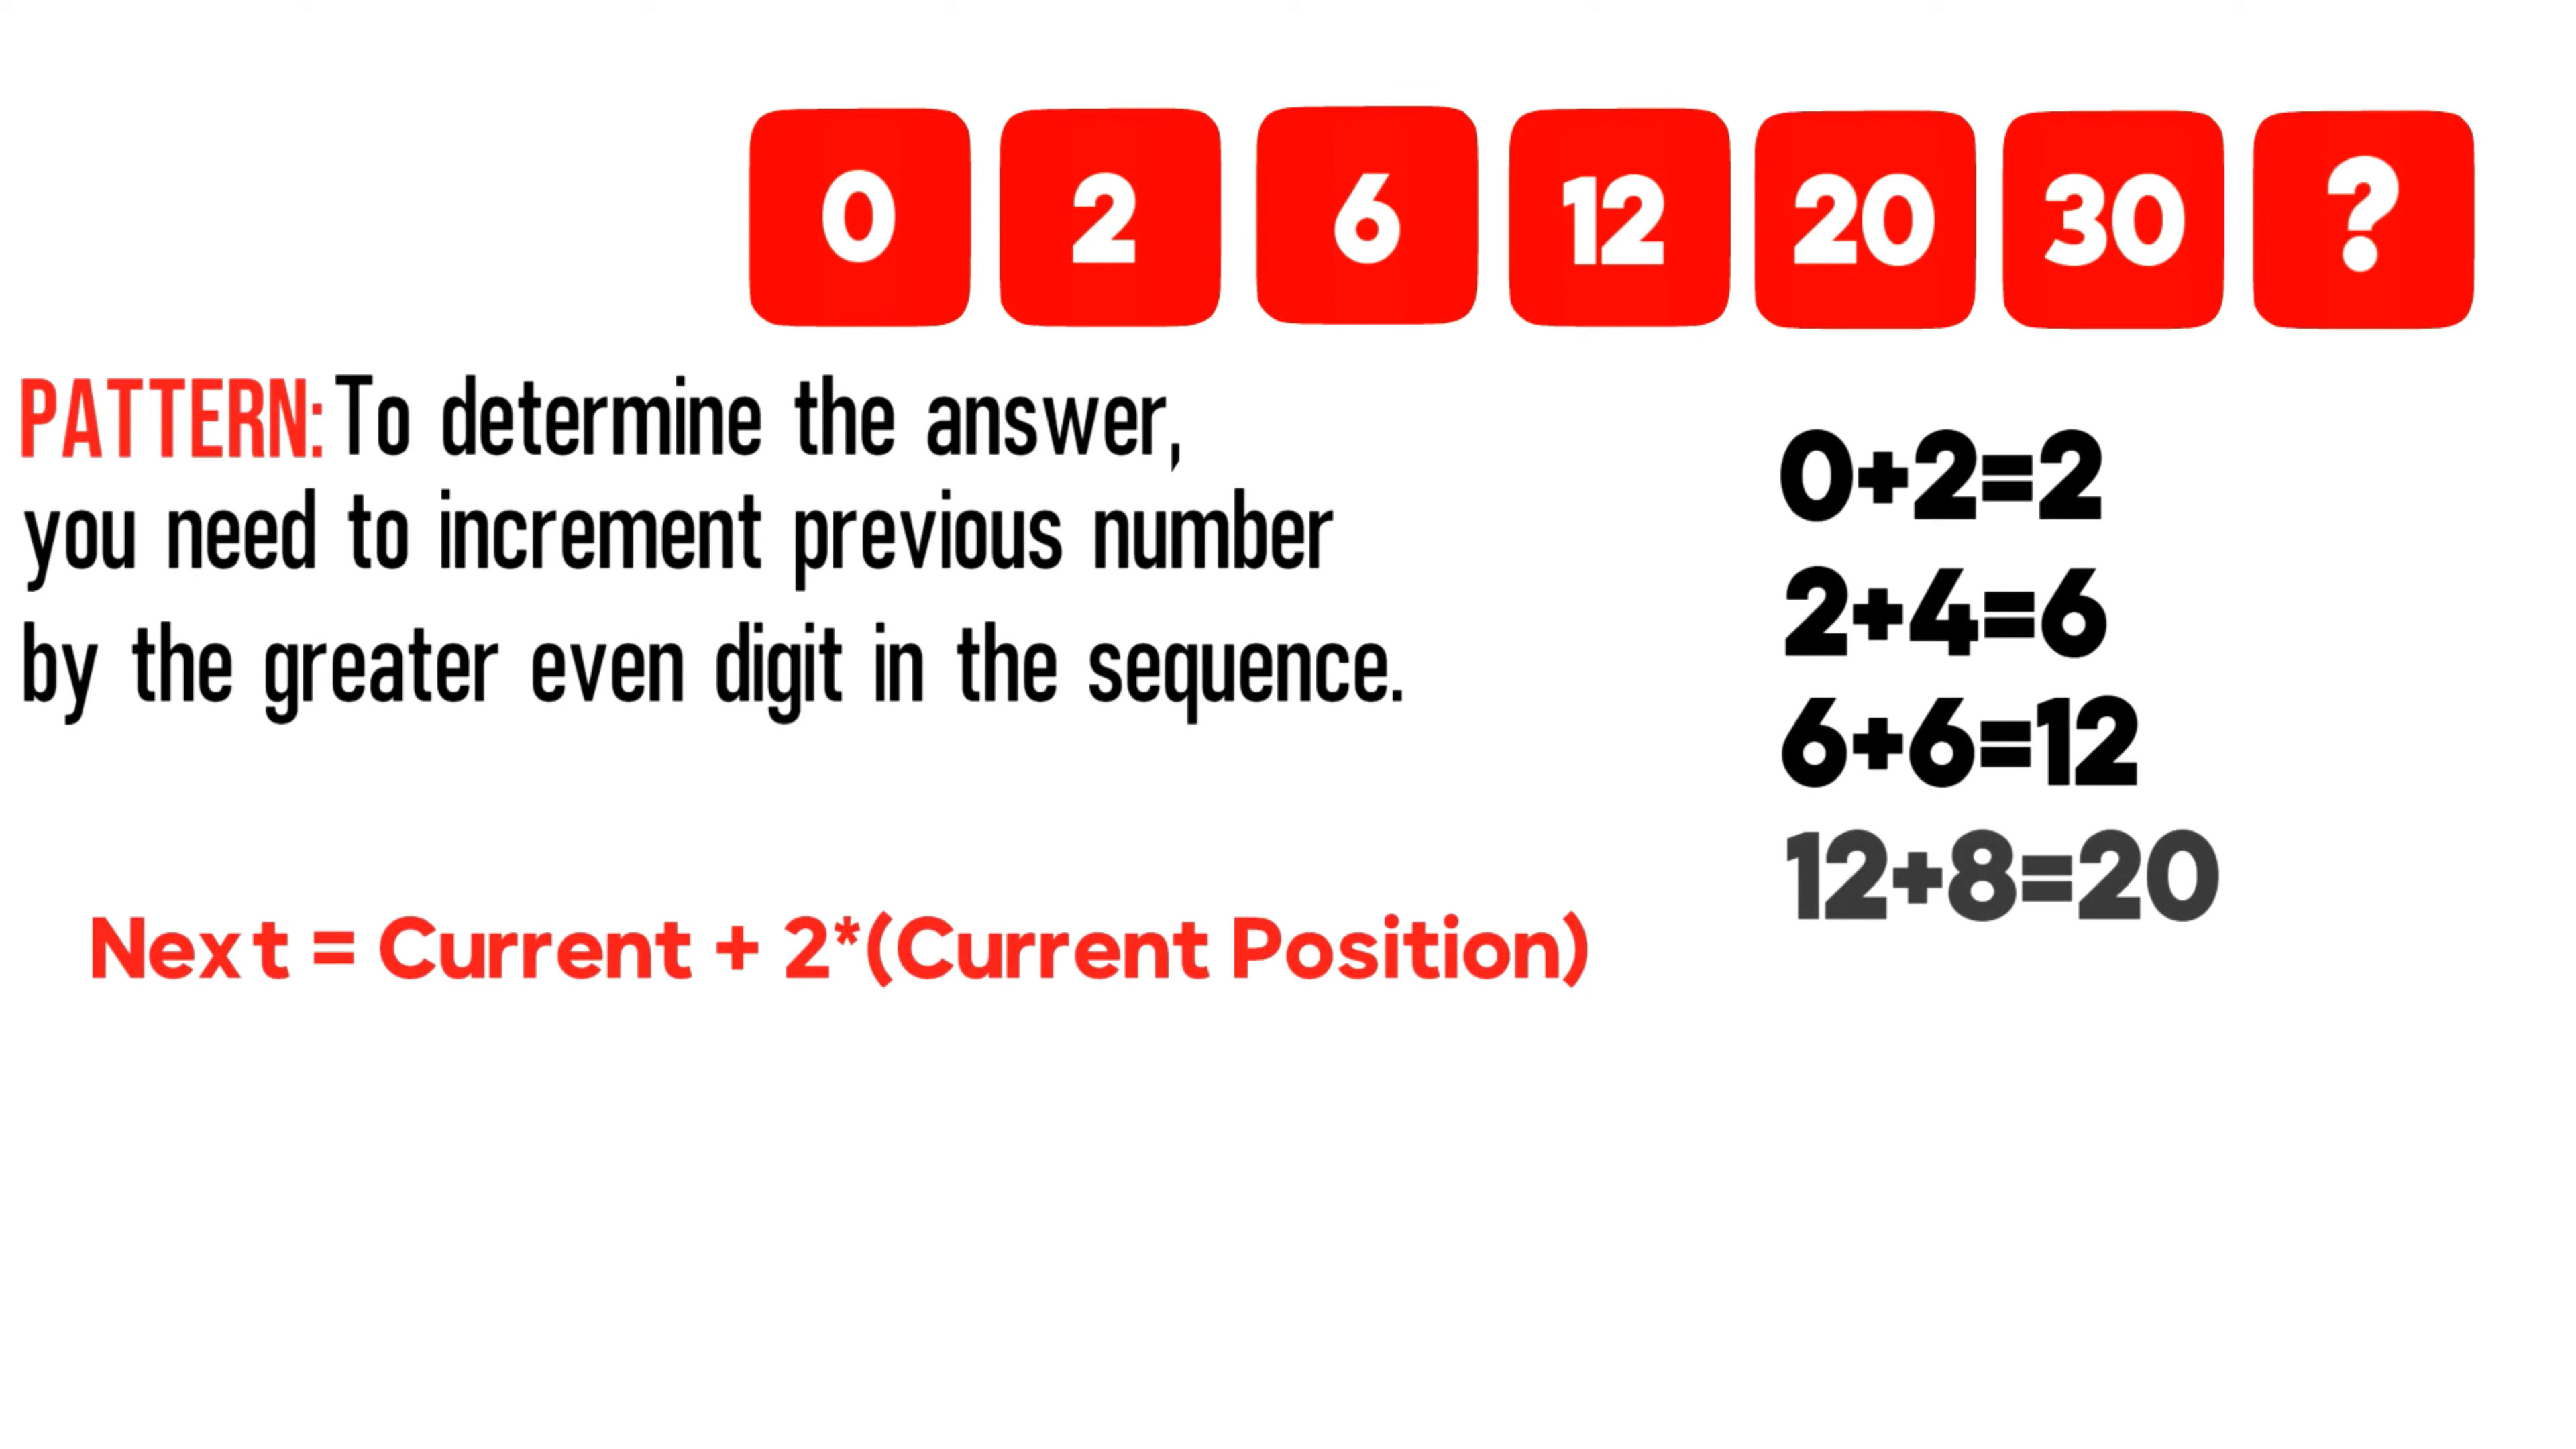 0 2 6 12 20 30 ?
PATTERN: To determine the answer,
you need to increment previous number
by the greater even digit in the sequence.
Next = Current + 2*(Current Position)
0+2=2
2+4=6
6+6=12
12+8=20